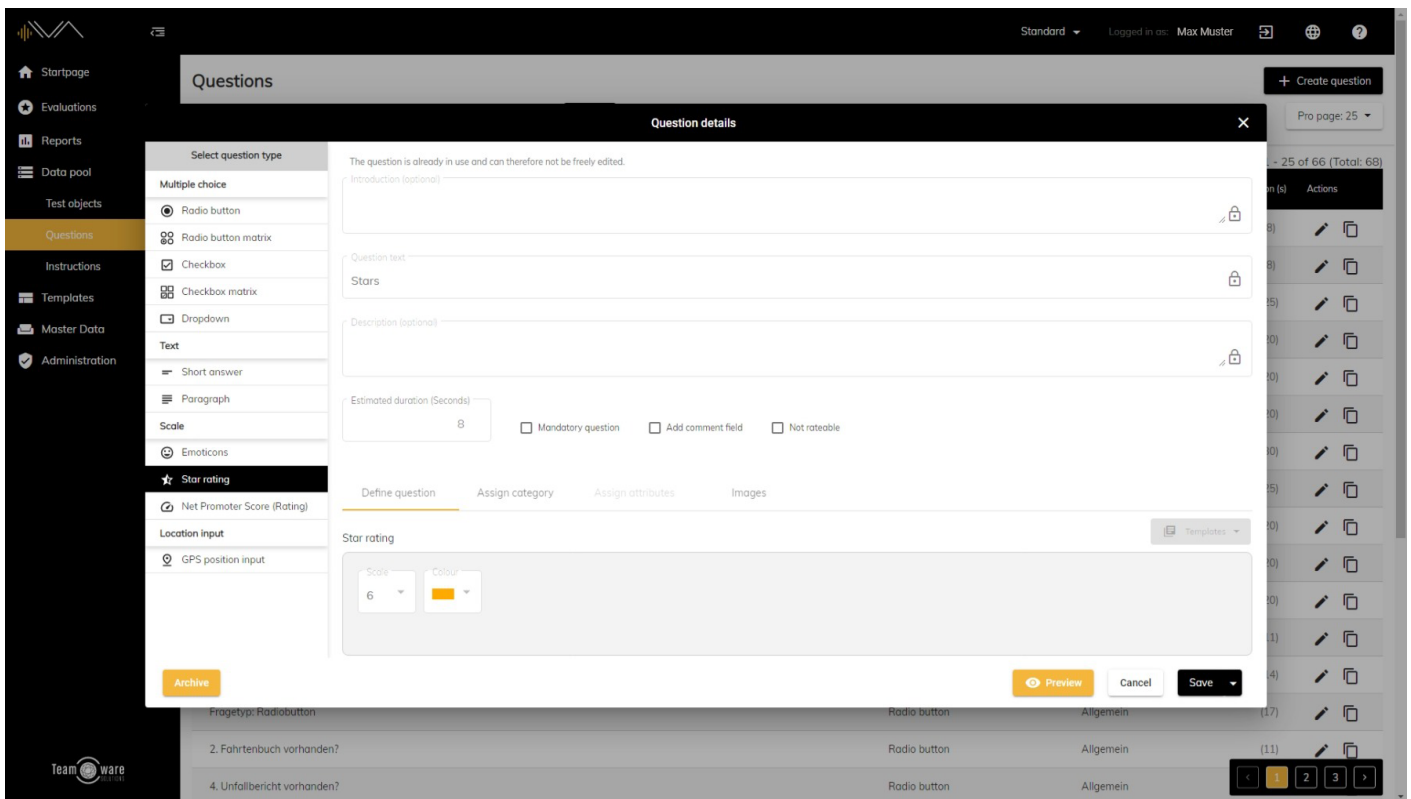 Standard
Logged in as: Max Muster
Startpage
Evaluations
Reports
Data pool
Test objects
Questions
Instructions
Templates
Master Data
Administration
Team ware
SOLUTIONS
Questions
+ Create question
Pro page: 25
- 25 of 66 (Total: 68)
on (s)
Actions
Question details
Select question type
Multiple choice
Radio button
Radio button matrix
Checkbox
Checkbox matrix
Dropdown
Text
Short answer
Paragraph
Scale
Emoticons
Star rating
Net Promoter Score (Rating)
Location input
GPS position input
The question is already in use and can therefore not be freely edited.
Introduction (optional)
Question text
Stars
Description (optional)
Estimated duration (Seconds)
8
Mandatory question
Add comment field
Not rateable
Define question
Assign category
Assign attributes
Images
Star rating
Templates
Scale
6
Colour
Archive
Preview
Cancel
Save
Fragetyp: Radiobutton Radio button Allgemein (17)
2. Fahrtenbuch vorhanden? Radio button Allgemein (11)
4. Unfallbericht vorhanden? Radio button Allgemein
1 2 3